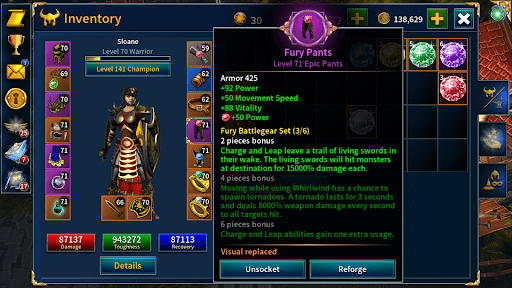 Inventory
30
138,629
Sloane
Level 70 Warrior
Level 141 Champion
Fury Pants
Level 71 Epic Pants
Armor 425
+92 Power
+50 Movement Speed
+88 Vitality
+50 Power
Fury Battlegear Set (3/6)
2 pieces bonus
Charge and Leap leave a trail of living swords in
their wake. The living swords will hit monsters
at destination for 15000% damage each.
4 pieces bonus
Moving while using Whirlwind has a chance to
spawn tornadoes. A tornado lasts for 3 seconds
and deals 8000% weapon damage every second
to all targets hit.
6 pieces bonus
Charge and Leap abilities gain one extra usage.
Visual replaced
Unsocket
Reforge
70
70
70
71
71
71
70
71
71
66
25
7
87137
Damage
943272
Toughness
87113
Recovery
Details